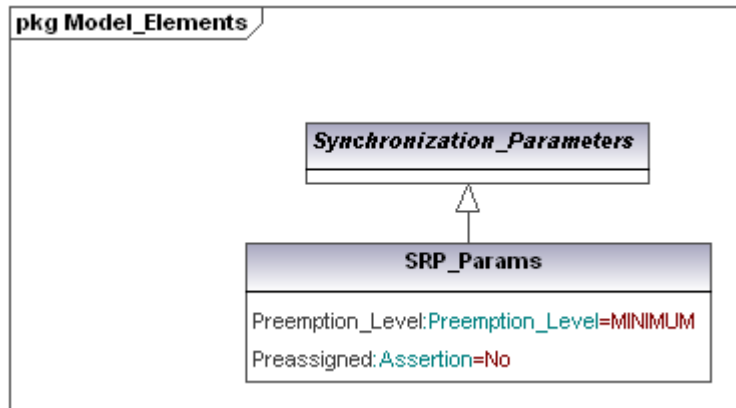 pkg Model_Elements
Synchronization_Parameters
SRP_Params
Preemption_Level:Preemption_Level=MINIMUM
Preassigned:Assertion=No